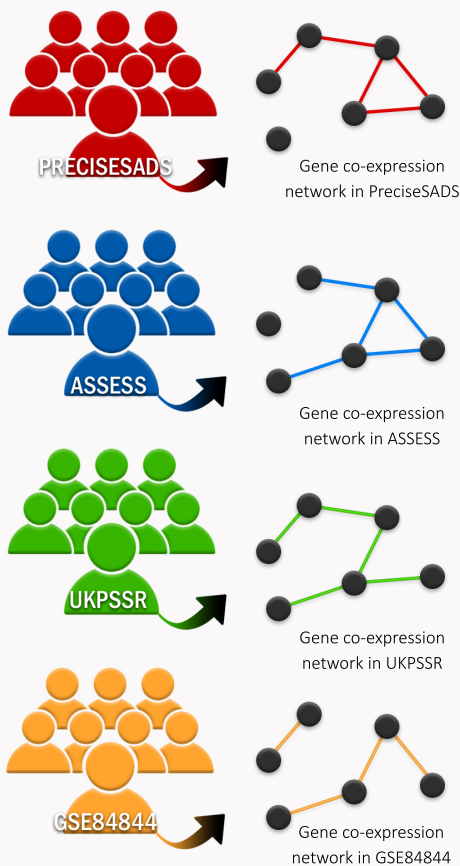 PRECISESADS
Gene co-expression
network in PreciseSADS
ASSESS
Gene co-expression
network in ASSESS
UKPSSR
Gene co-expression
network in UKPSSR
GSE84844
Gene co-expression
network in GSE84844